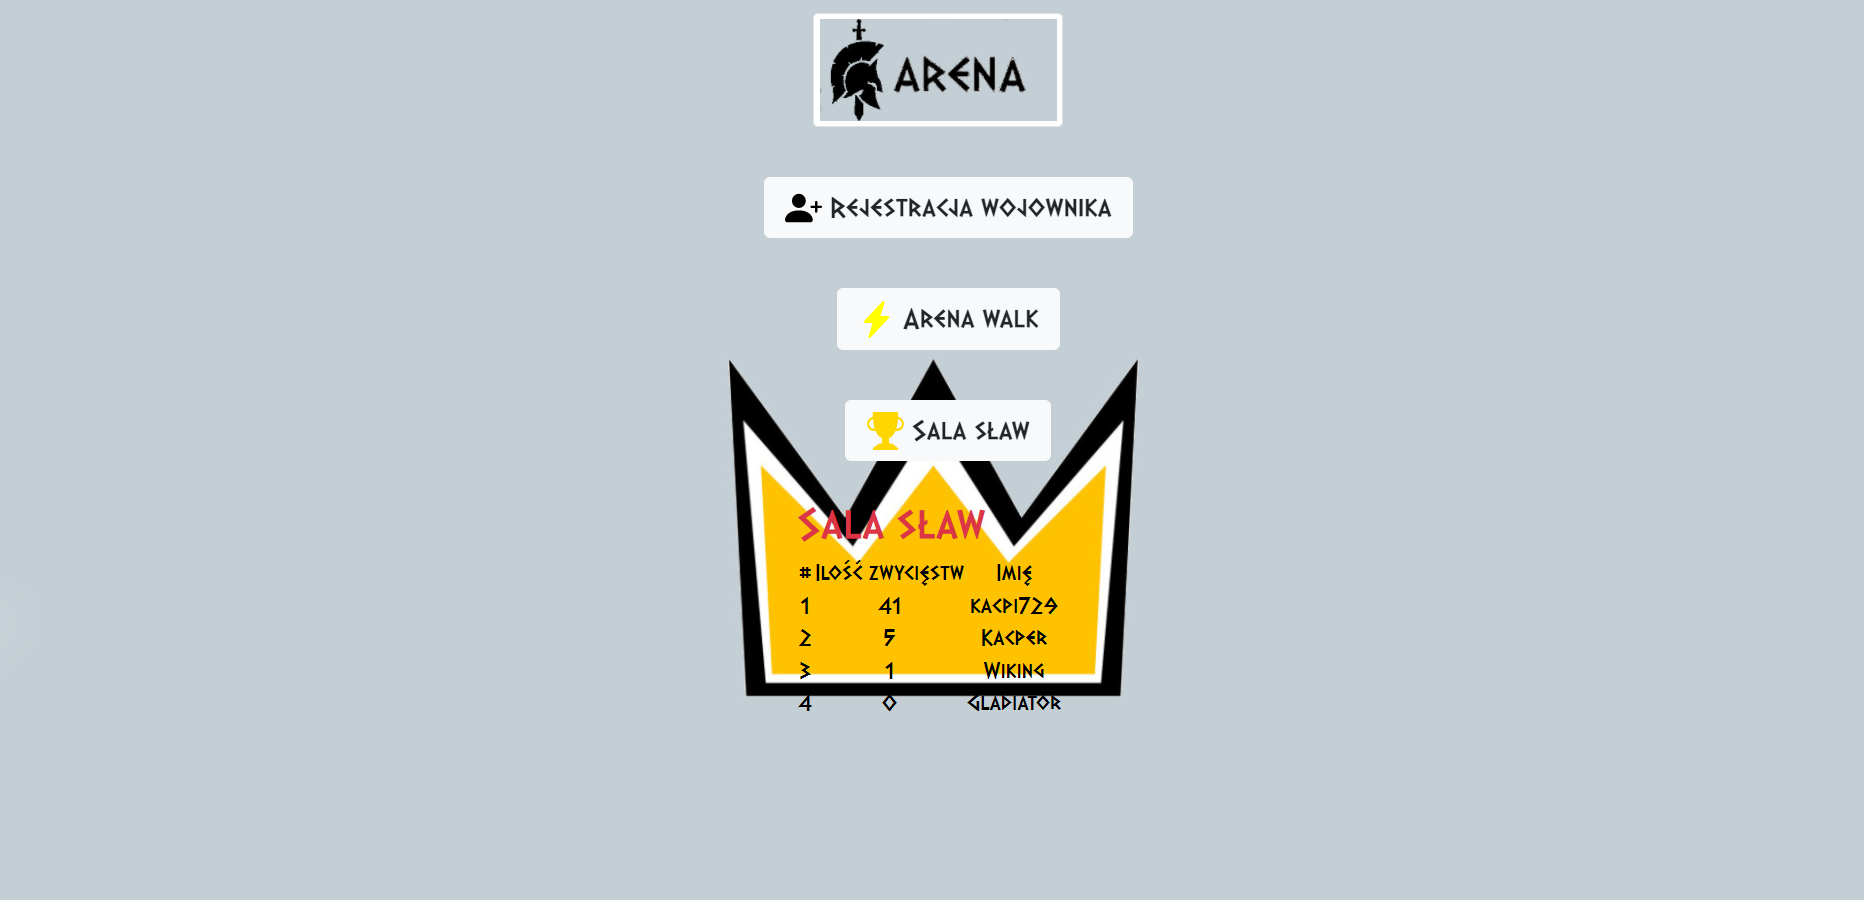 ARENA
Rejestracja wojownika
Arena walk
Sala sław
Sala sław
# Ilość zwycięstw Imię
1 41 kacpi729
2 5 Kacper
3 1 Wiking
4 0 Gladiator